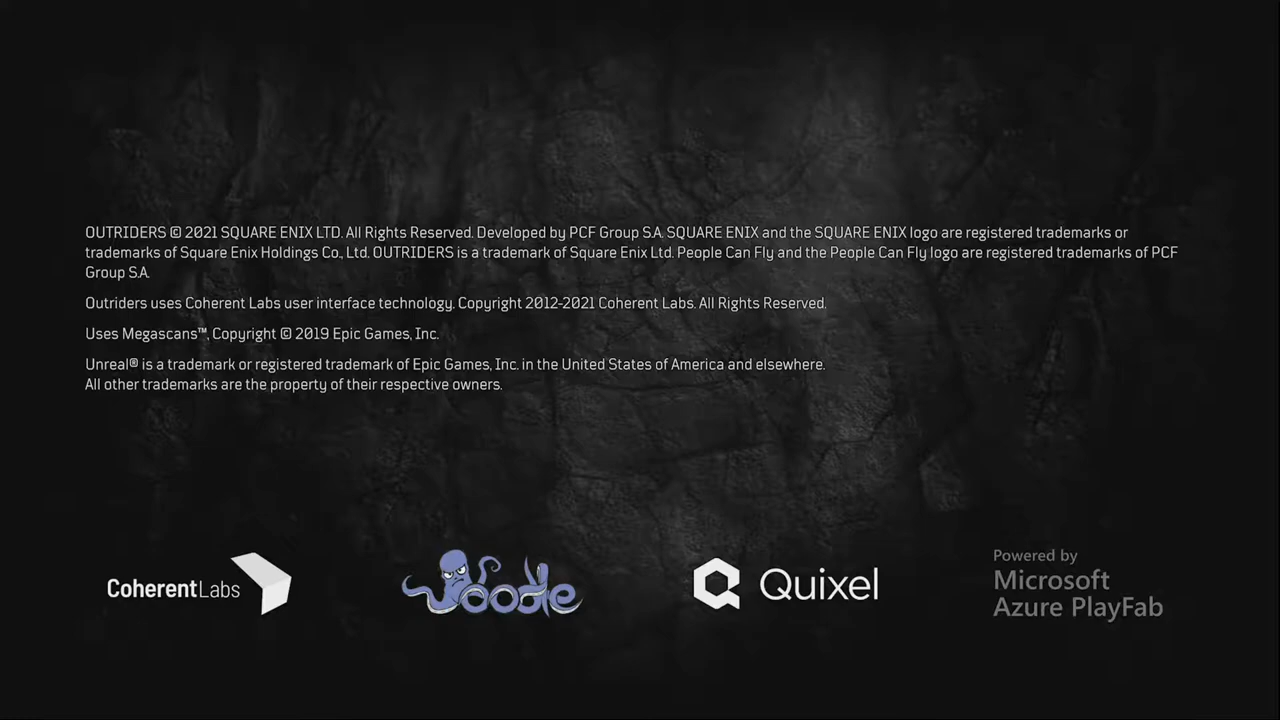 OUTRIDERS © 2021 SQUARE ENIX LTD. All Rights Reserved. Developed by PCF Group S.A. SQUARE ENIX and the SQUARE ENIX logo are registered trademarks or
trademarks of Square Enix Holdings Co., Ltd. OUTRIDERS is a trademark of Square Enix Ltd. People Can Fly and the People Can Fly logo are registered trademarks of PCF
Group S.A.
Outriders uses Coherent Labs user interface technology. Copyright 2012-2021 Coherent Labs. All Rights Reserved.
Uses Megascans™, Copyright © 2019 Epic Games, Inc.
Unreal® is a trademark or registered trademark of Epic Games, Inc. in the United States of America and elsewhere.
All other trademarks are the property of their respective owners.
CoherentLabs
Oodle
Quixel
Powered by
Microsoft
Azure PlayFab